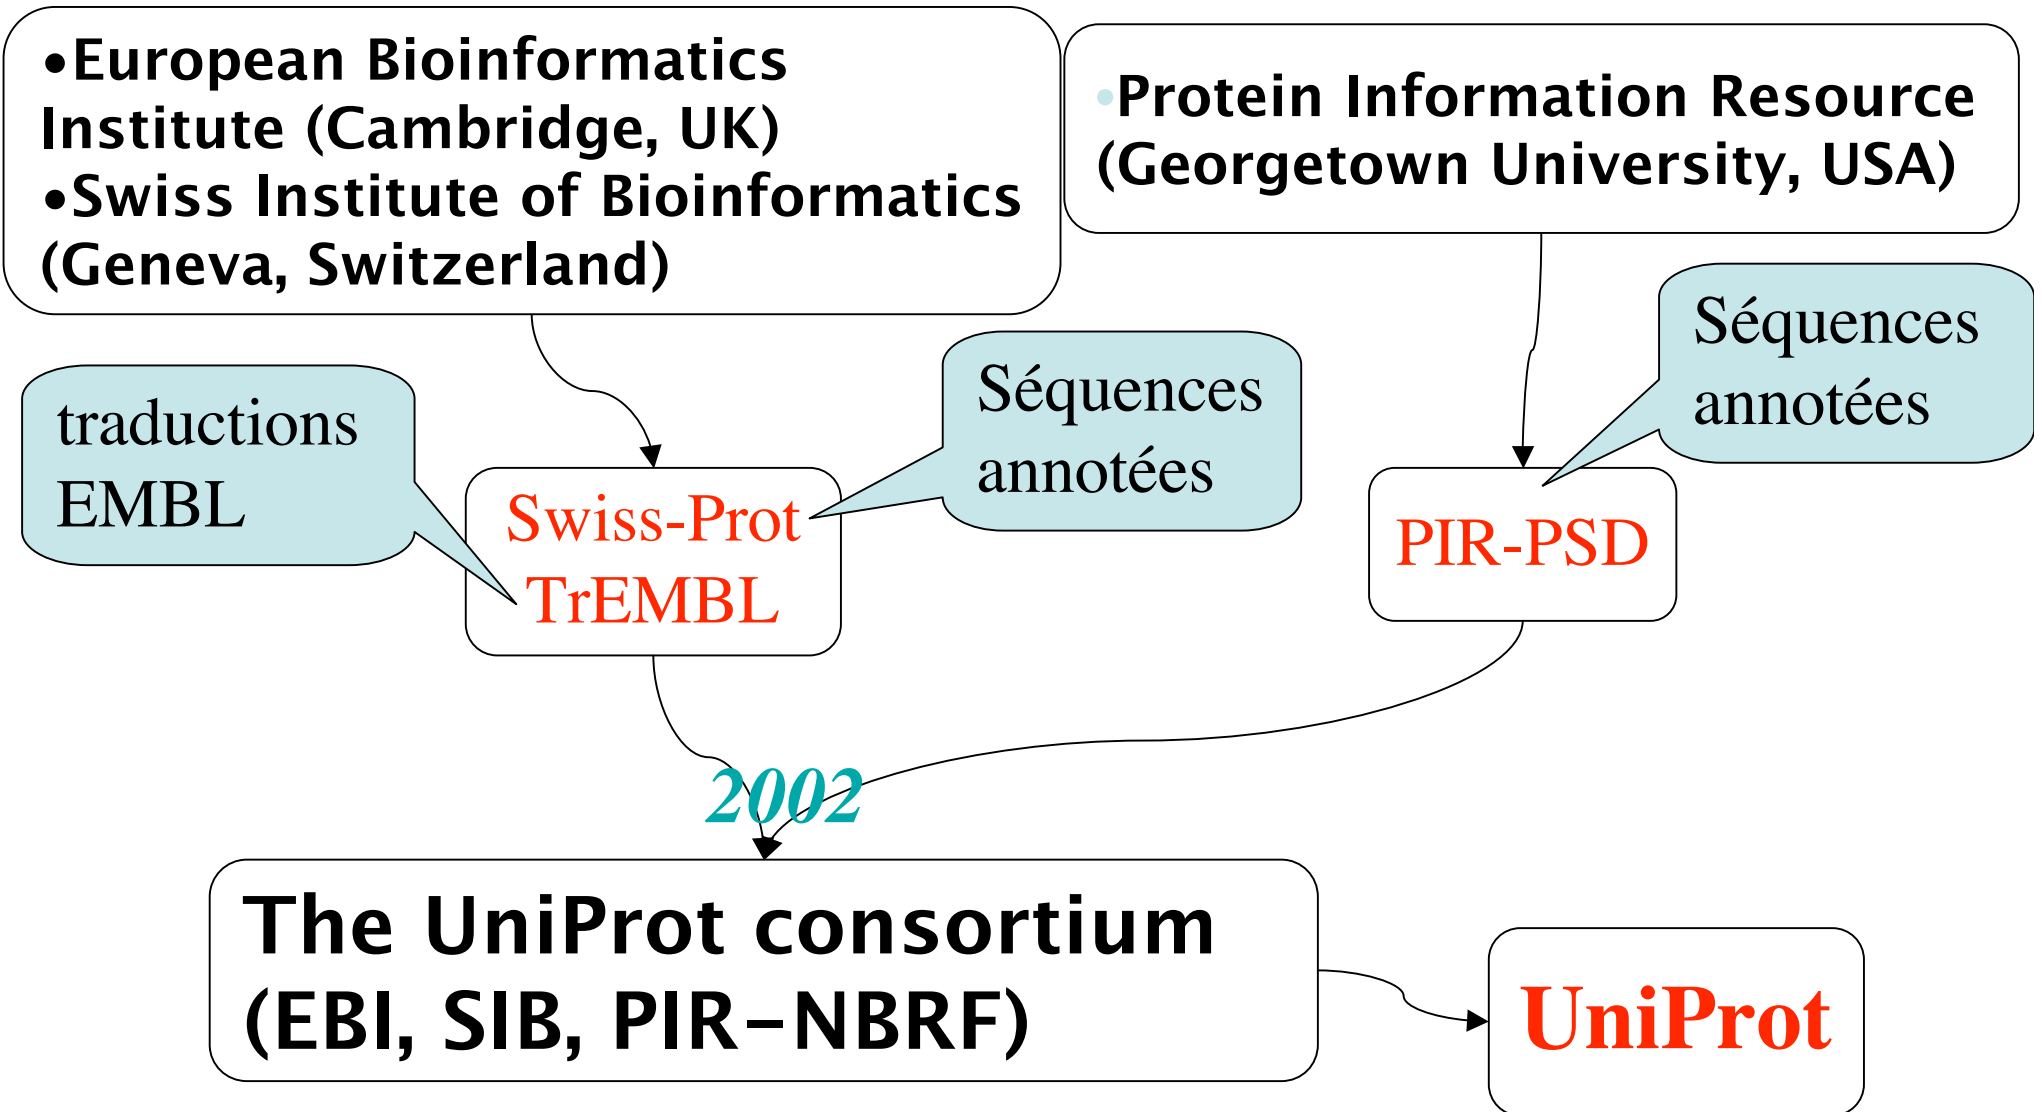 •European Bioinformatics
Institute (Cambridge, UK)
•Swiss Institute of Bioinformatics
(Geneva, Switzerland)
•Protein Information Resource
(Georgetown University, USA)
traductions
EMBL
Séquences
annotées
Séquences
annotées
Swiss-Prot
TrEMBL
PIR-PSD
2002
The UniProt consortium
(EBI, SIB, PIR–NBRF)
UniProt